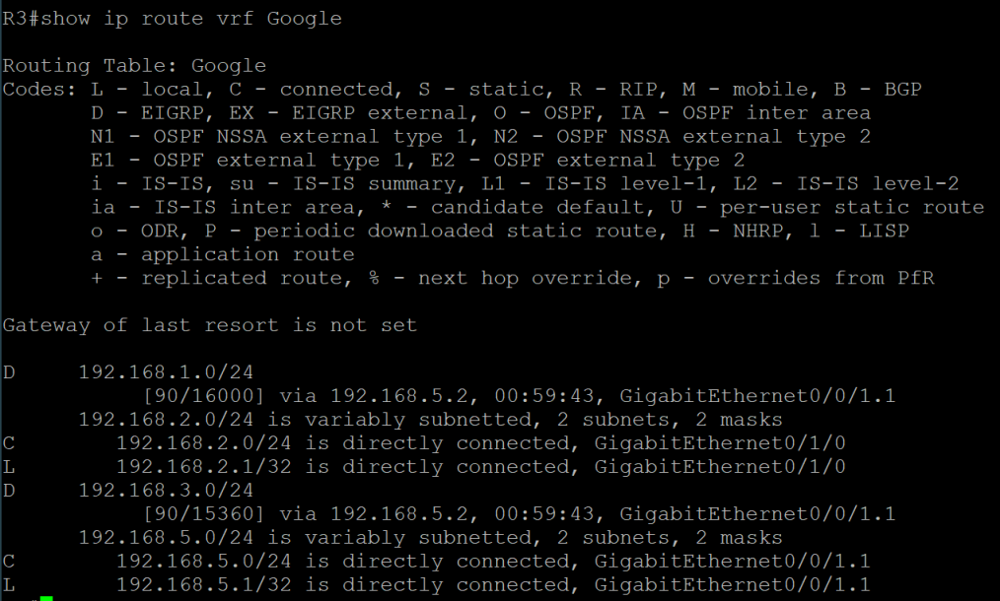 R3#show ip route vrf Google

Routing Table: Google
Codes: L - local, C - connected, S - static, R - RIP, M - mobile, B - BGP
       D - EIGRP, EX - EIGRP external, O - OSPF, IA - OSPF inter area
       N1 - OSPF NSSA external type 1, N2 - OSPF NSSA external type 2
       E1 - OSPF external type 1, E2 - OSPF external type 2
       i - IS-IS, su - IS-IS summary, L1 - IS-IS level-1, L2 - IS-IS level-2
       ia - IS-IS inter area, * - candidate default, U - per-user static route
       o - ODR, P - periodic downloaded static route, H - NHRP, l - LISP
       a - application route
       + - replicated route, % - next hop override, p - overrides from PfR

Gateway of last resort is not set

D     192.168.1.0/24
           [90/16000] via 192.168.5.2, 00:59:43, GigabitEthernet0/0/1.1
      192.168.2.0/24 is variably subnetted, 2 subnets, 2 masks
C        192.168.2.0/24 is directly connected, GigabitEthernet0/1/0
L        192.168.2.1/32 is directly connected, GigabitEthernet0/1/0
D     192.168.3.0/24
           [90/15360] via 192.168.5.2, 00:59:43, GigabitEthernet0/0/1.1
      192.168.5.0/24 is variably subnetted, 2 subnets, 2 masks
C        192.168.5.0/24 is directly connected, GigabitEthernet0/0/1.1
L        192.168.5.1/32 is directly connected, GigabitEthernet0/0/1.1